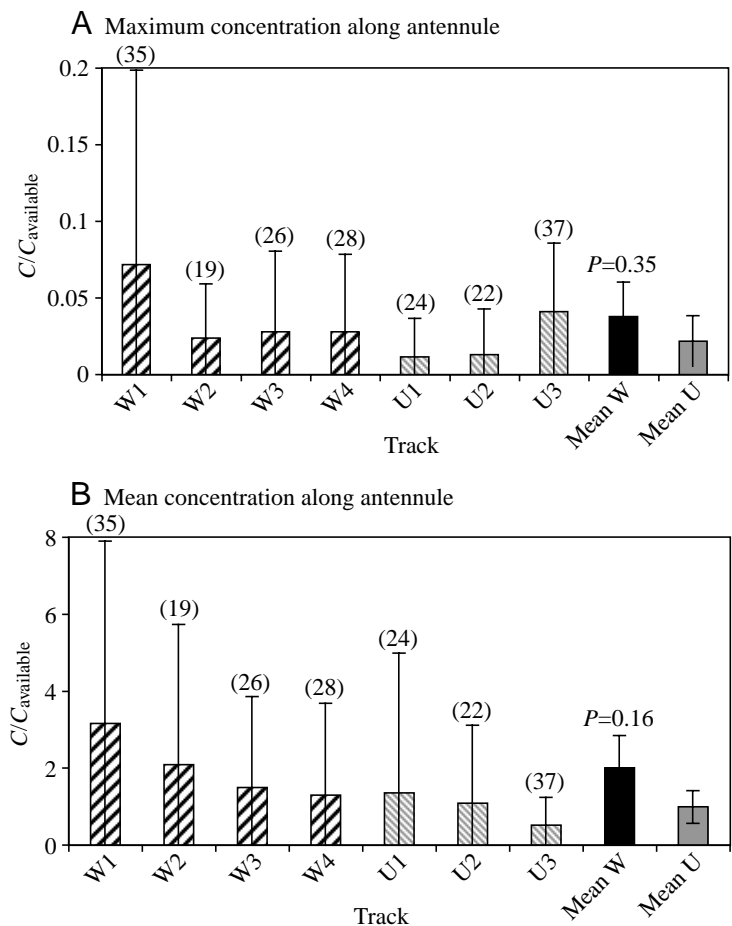 A Maximum concentration along antennule
(35)
0.2
0.15
0.1
0.05
0
C/Cavailable
(19)
(26)
(28)
(24)
(22)
(37)
P=0.35
W1
W2
W3
W4
U1
U2
U3
Mean W
Mean U
Track
B Mean concentration along antennule
(35)
8
6
4
2
0
C/Cavailable
(19)
(26)
(28)
(24)
(22)
(37)
P=0.16
W1
W2
W3
W4
U1
U2
U3
Mean W
Mean U
Track